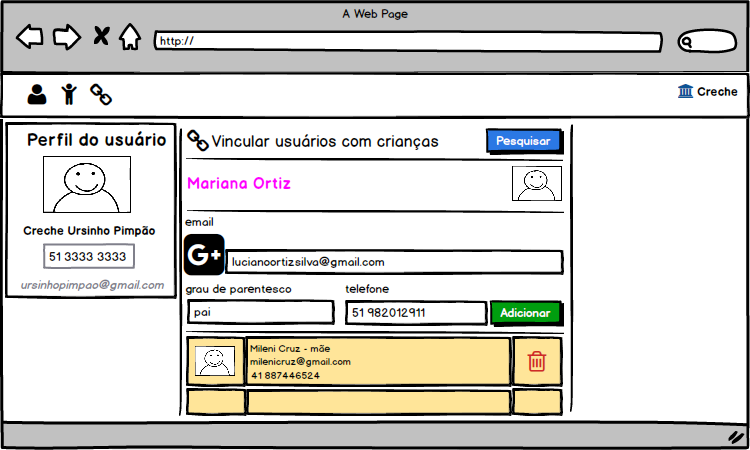 A Web Page
http://
Creche
Perfil do usuário
Creche Ursinho Pimpão
51 3333 3333
ursinhopimpao@gmail.com
Vincular usuários com crianças
Pesquisar
Mariana Ortiz
email
G+
lucianoortizsilva@gmail.com
grau de parentesco
telefone
pai
51 982012911
Adicionar
Mileni Cruz - mãe
milenicruz@gmail.com
41 887446524